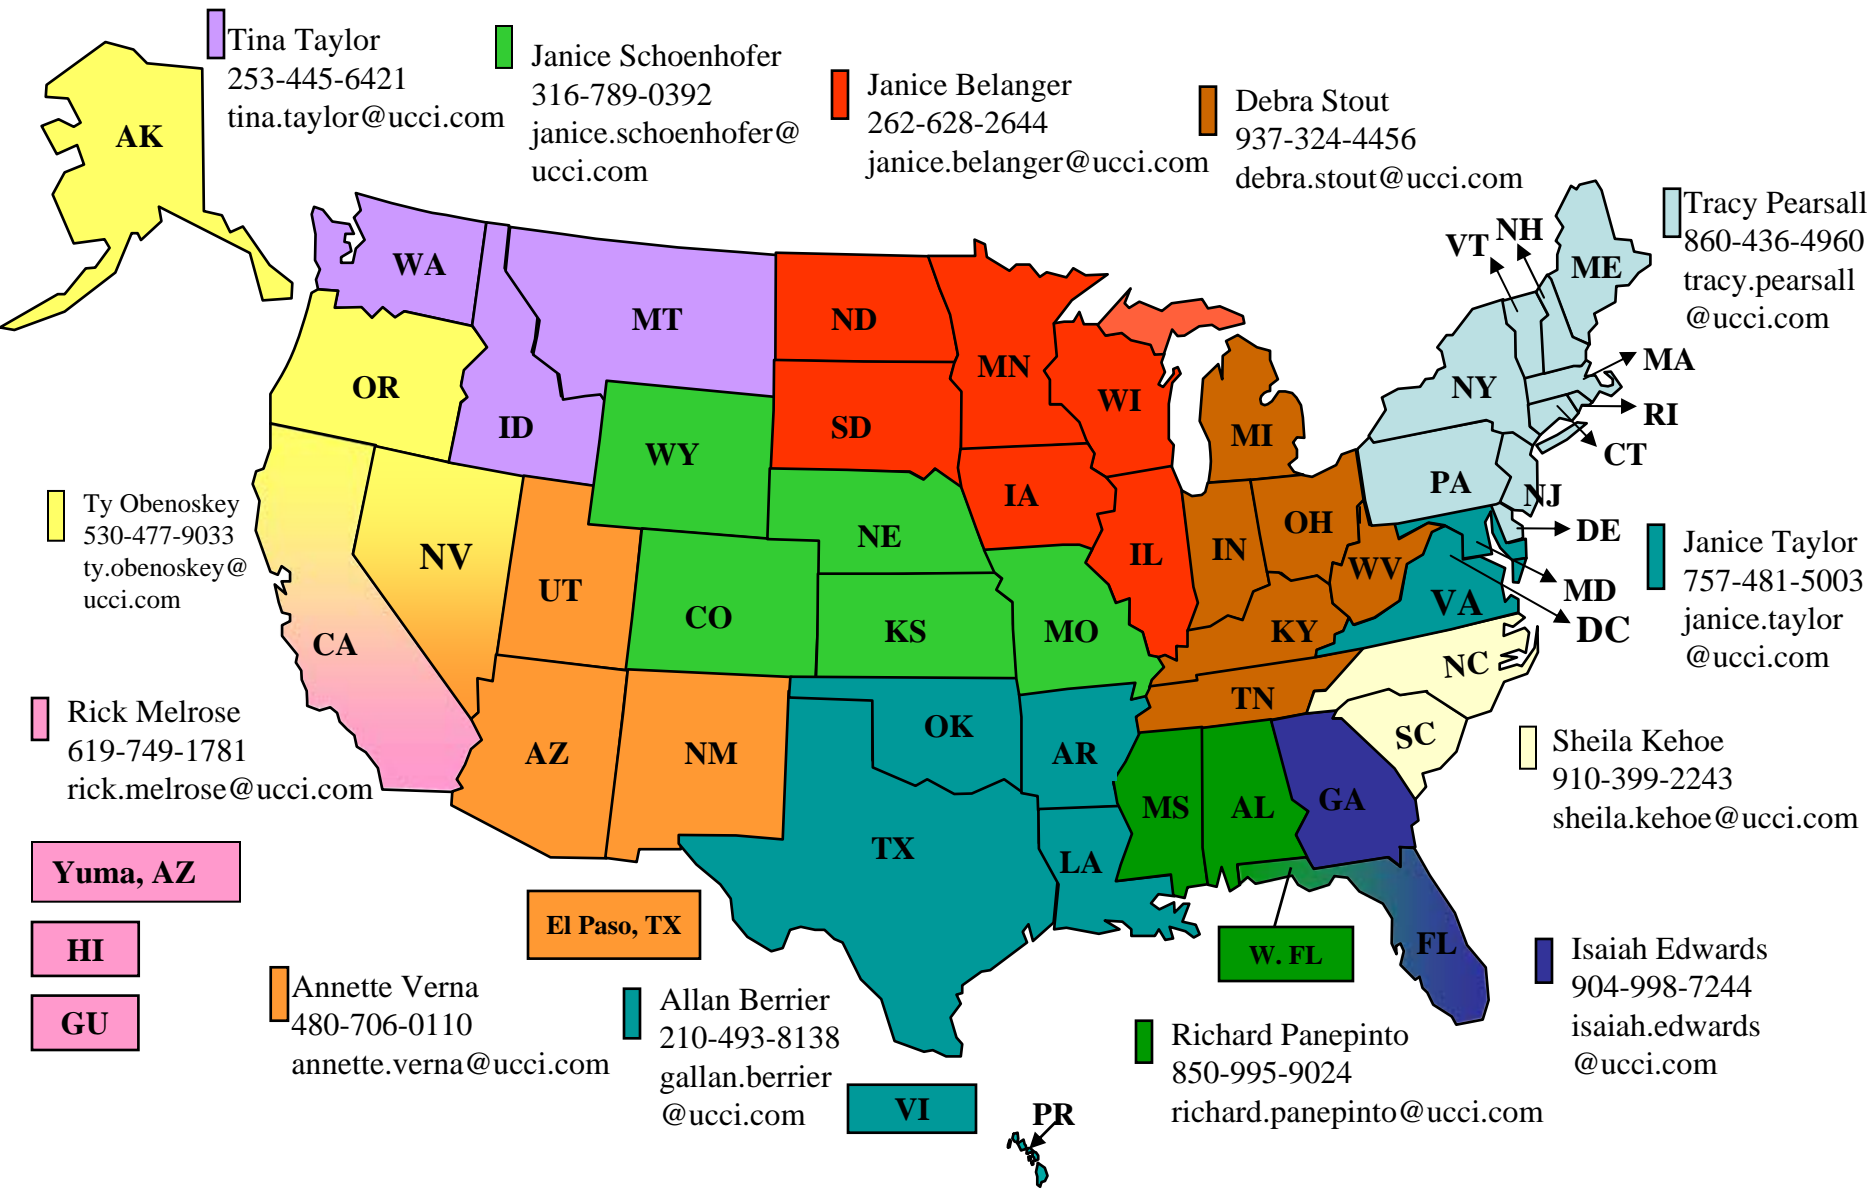 Tina Taylor
253-445-6421
tina.taylor@ucci.com
Janice Schoenhofer
316-789-0392
janice.schoenhofer@
ucci.com
Janice Belanger
262-628-2644
janice.belanger@ucci.com
Debra Stout
937-324-4456
debra.stout@ucci.com
Tracy Pearsall
860-436-4960
tracy.pearsall
@ucci.com
AK
WA
MT
ND
MN
VT
NH
ME
OR
ID
WY
SD
WI
MI
NY
MA
RI
CT
PA
NJ
DE
MD
DC
Ty Obenoskey
530-477-9033
ty.obenoskey@
ucci.com
NV
UT
CO
NE
KS
IA
MO
IL
IN
OH
WV
KY
VA
Janice Taylor
757-481-5003
janice.taylor
@ucci.com
CA
AZ
NM
OK
AR
TN
NC
SC
Rick Melrose
619-749-1781
rick.melrose@ucci.com
Sheila Kehoe
910-399-2243
sheila.kehoe@ucci.com
TX
LA
MS
AL
GA
FL
Yuma, AZ
HI
GU
El Paso, TX
W. FL
Annette Verna
480-706-0110
annette.verna@ucci.com
Allan Berrier
210-493-8138
gallan.berrier
@ucci.com
VI
PR
Richard Panepinto
850-995-9024
richard.panepinto@ucci.com
Isaiah Edwards
904-998-7244
isaiah.edwards
@ucci.com